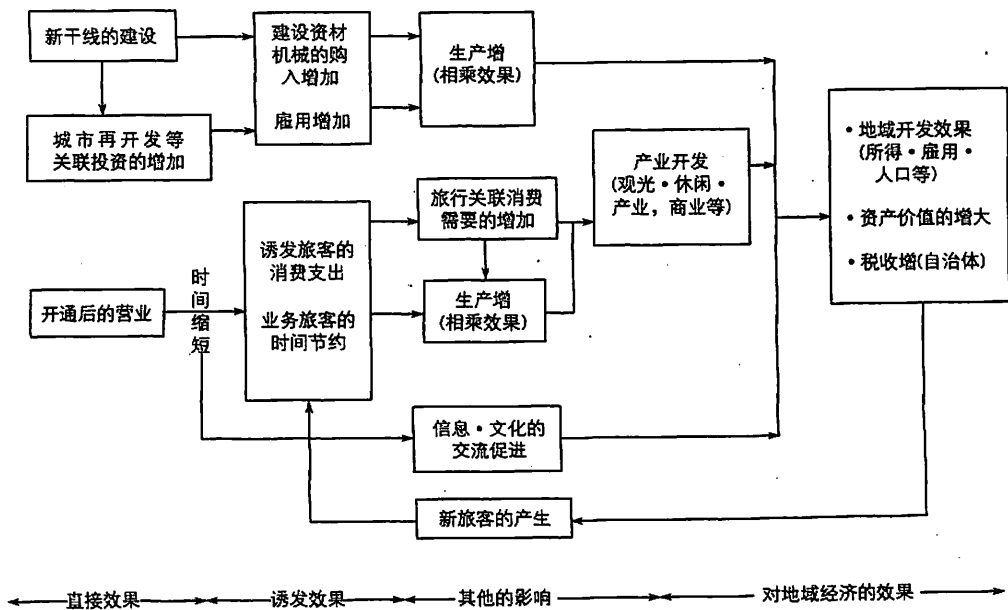 新干线的建设
城市再开发等
关联投资的增加
建设资材
机械的购
入增加
雇用增加
生产增
(相乘效果)
开通后的营业
时间缩短
诱发旅客的
消费支出
业务旅客的
时间节约
旅行关联消费
需要的增加
生产增
(相乘效果)
产业开发
(观光·休闲·
产业，商业等)
信息·文化的
交流促进
新旅客的产生
·地域开发效果
(所得·雇用·
人口等)
·资产价值的增大
·税收增(自治体)
直接效果
诱发效果
其他的影响
对地域经济的效果